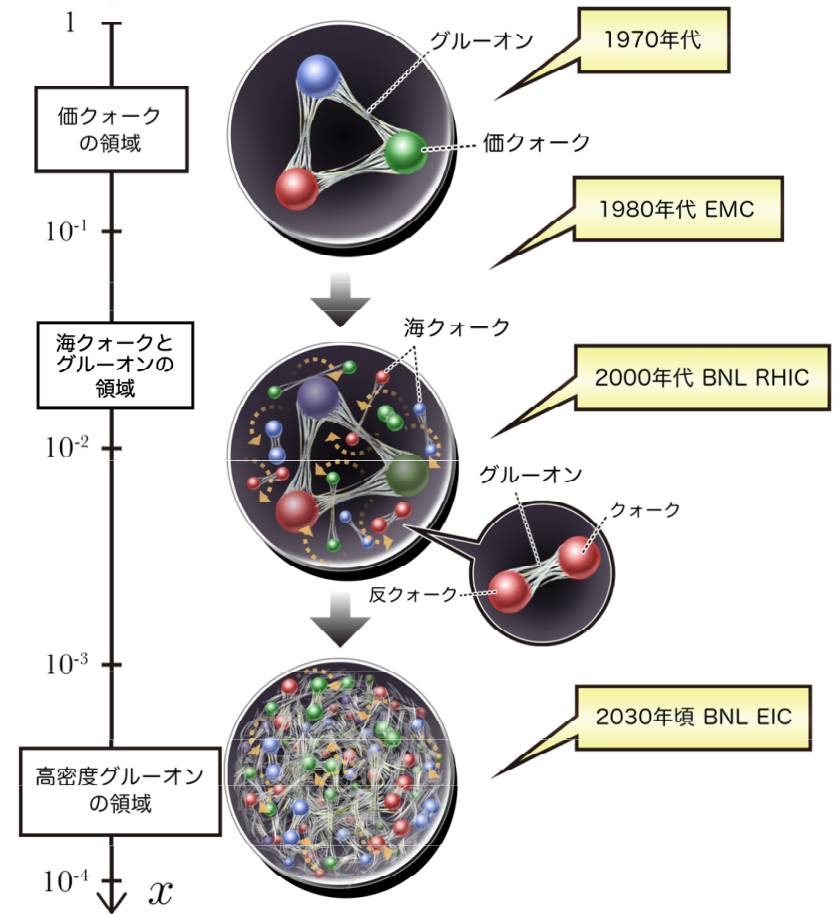 1
グルーオン
1970年代
価クォーク
の領域
価クォーク
1980年代 EMC
10-1
海クォーク
海クォークと
グルーオンの
領域
2000年代 BNL RHIC
10-2
グルーオン
クォーク
反クォーク
10-3
2030年頃 BNL EIC
高密度グルーオン
の領域
10-4
x